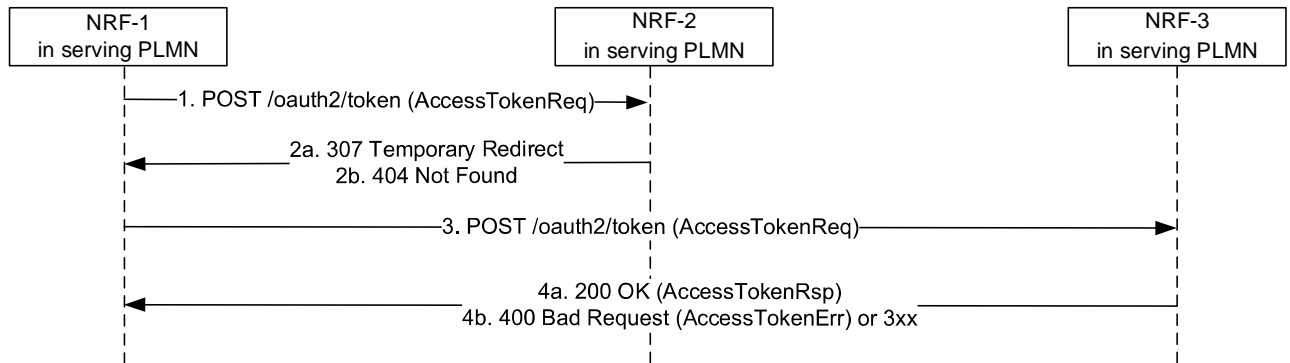 NRF-1
in serving PLMN
NRF-2
in serving PLMN
NRF-3
in serving PLMN
1. POST /oauth2/token (AccessTokenReq)
2a. 307 Temporary Redirect
2b. 404 Not Found
3. POST /oauth2/token (AccessTokenReq)
4a. 200 OK (AccessTokenRsp)
4b. 400 Bad Request (AccessTokenErr) or 3xx